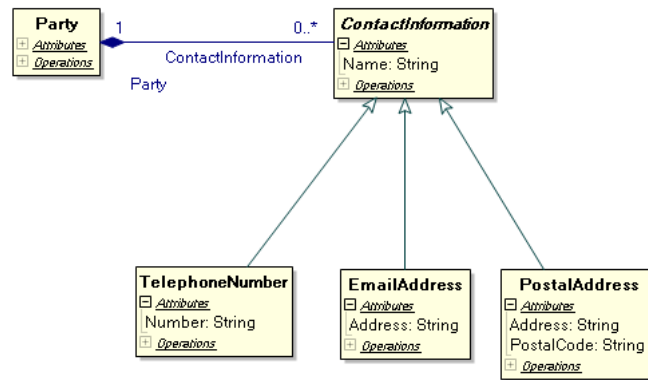 Party
Attributes
Operations
1
0..*
ContactInformation
Party
ContactInformation
Attributes
Name: String
Operations
TelephoneNumber
Attributes
Number: String
Operations
EmailAddress
Attributes
Address: String
Operations
PostalAddress
Attributes
Address: String
PostalCode: String
Operations